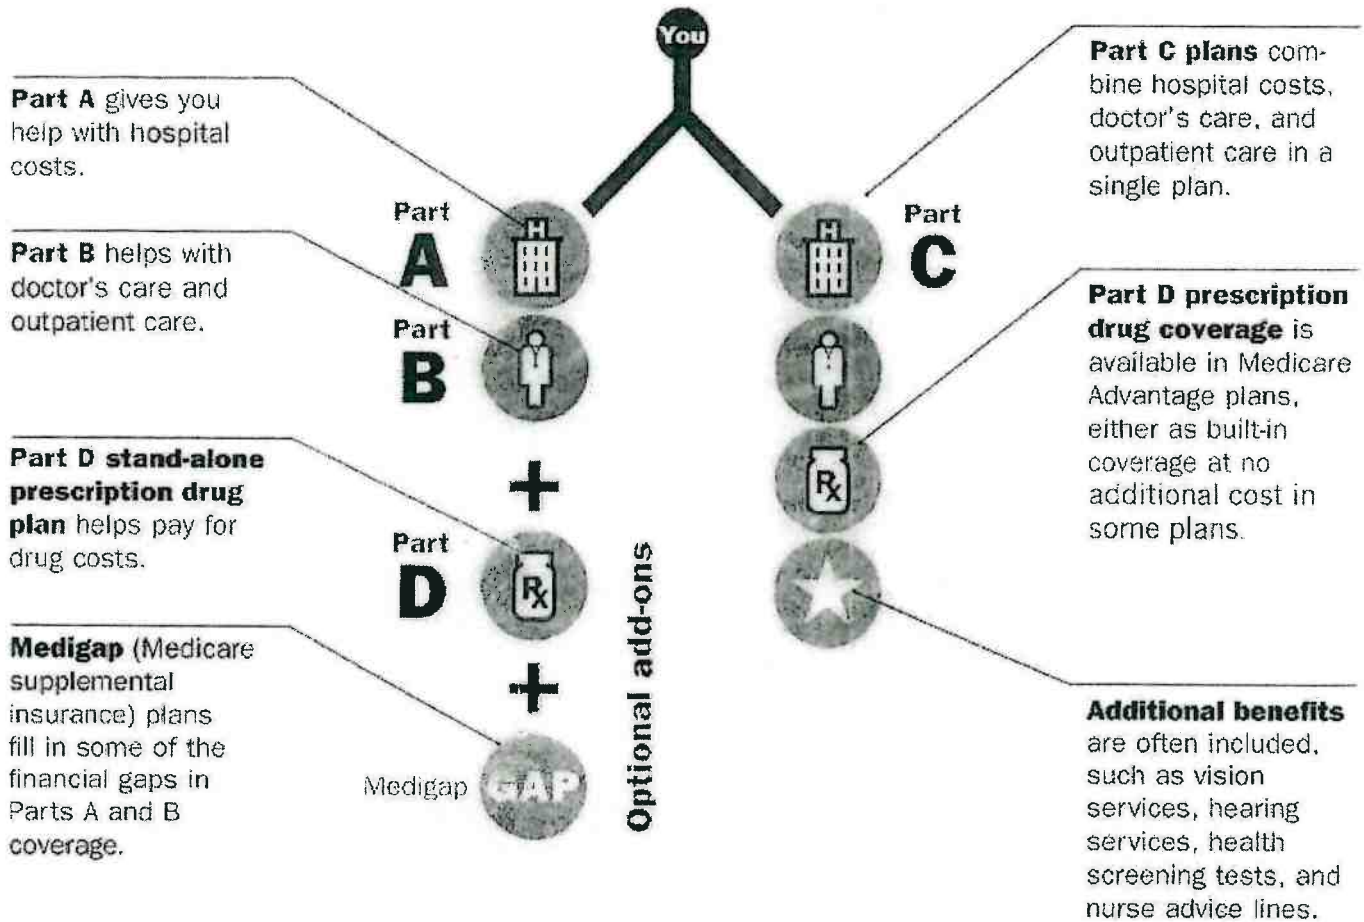 You
Part A gives you
help with hospital
costs.
Part B helps with
doctor's care and
outpatient care.
Part D stand-alone
prescription drug
plan helps pay for
drug costs.
Medigap (Medicare
supplemental
insurance) plans
fill in some of the
financial gaps in
Parts A and B
coverage.
Part
A
H
Part
B
+
Part
D
Rx
+
Medigap
GAP
Optional add-ons
H
Part
C
Rx
Part C plans com-
bine hospital costs,
doctor's care, and
outpatient care in a
single plan.
Part D prescription
drug coverage is
available in Medicare
Advantage plans,
either as built-in
coverage at no
additional cost in
some plans.
Additional benefits
are often included,
such as vision
services, hearing
services, health
screening tests, and
nurse advice lines.